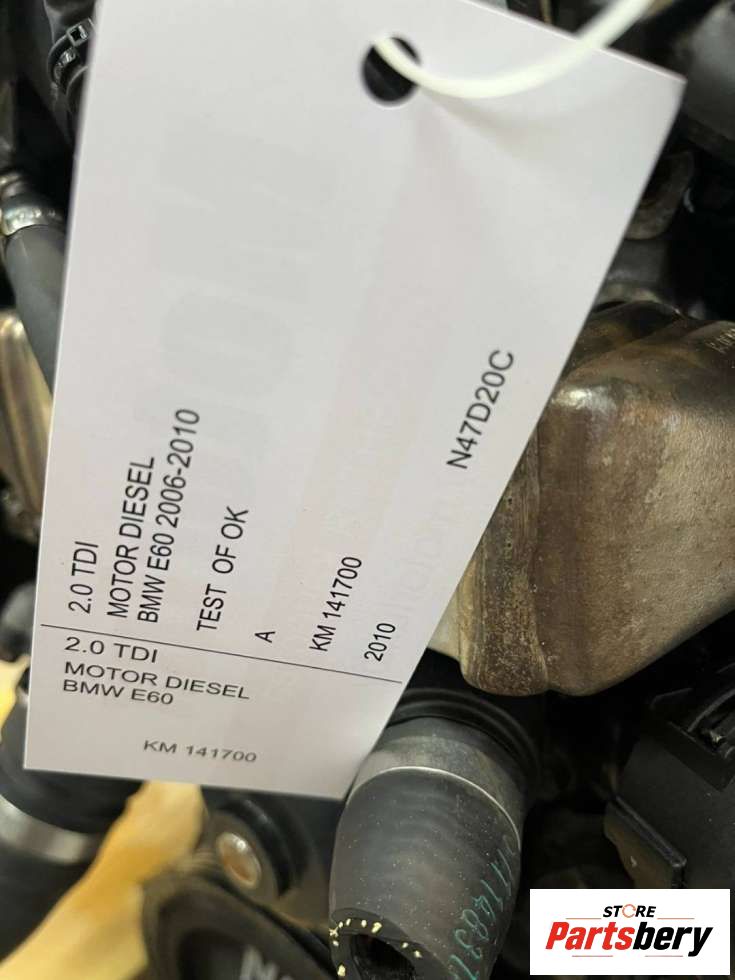 2.0 TDI
MOTOR DIESEL
BMW E60 2006-2010
TEST OF OK
A
KM 141700
2010
N47D20C
2.0 TDI
MOTOR DIESEL
BMW E60
KM 141700
STORE
Partsbery